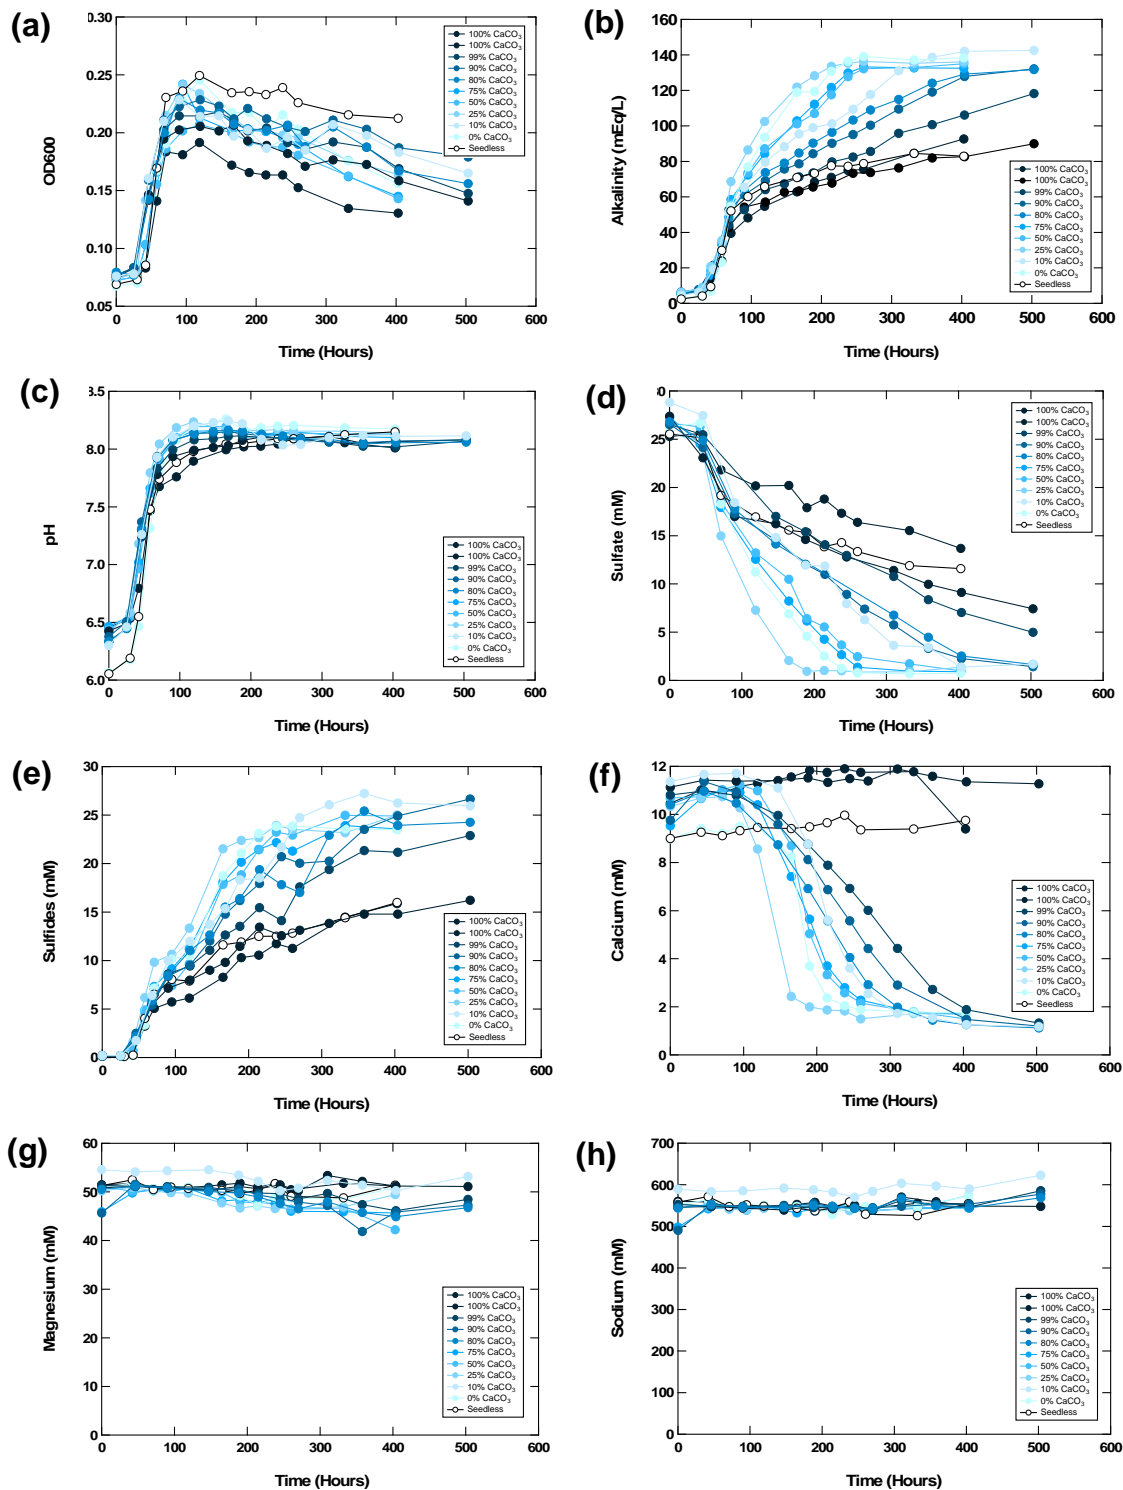 (a)
0.30
0.25
0.20
0.15
0.10
0.05
OD600
0 100 200 300 400 500 600
Time (Hours)
100% CaCO3
100% CaCO3
99% CaCO3
90% CaCO3
80% CaCO3
75% CaCO3
50% CaCO3
25% CaCO3
10% CaCO3
0% CaCO3
Seedless
(b)
160
140
120
100
80
60
40
20
0
Alkalinity (mEq/L)
0 100 200 300 400 500 600
Time (Hours)
100% CaCO3
100% CaCO3
99% CaCO3
90% CaCO3
80% CaCO3
75% CaCO3
50% CaCO3
25% CaCO3
10% CaCO3
0% CaCO3
Seedless
(c)
8.0
7.5
7.0
6.5
6.0
pH
0 100 200 300 400 500 600
Time (Hours)
100% CaCO3
100% CaCO3
99% CaCO3
90% CaCO3
80% CaCO3
75% CaCO3
50% CaCO3
25% CaCO3
10% CaCO3
0% CaCO3
Seedless
(d)
25
20
15
10
5
0
Sulfate (mM)
0 100 200 300 400 500 600
Time (Hours)
100% CaCO3
100% CaCO3
99% CaCO3
90% CaCO3
80% CaCO3
75% CaCO3
50% CaCO3
25% CaCO3
10% CaCO3
0% CaCO3
Seedless
(e)
30
25
20
15
10
5
0
Sulfides (mM)
0 100 200 300 400 500 600
Time (Hours)
100% CaCO3
100% CaCO3
99% CaCO3
90% CaCO3
80% CaCO3
75% CaCO3
50% CaCO3
25% CaCO3
10% CaCO3
0% CaCO3
Seedless
(f)
12
10
8
6
4
2
0
Calcium (mM)
0 100 200 300 400 500 600
Time (Hours)
100% CaCO3
100% CaCO3
99% CaCO3
90% CaCO3
80% CaCO3
75% CaCO3
50% CaCO3
25% CaCO3
10% CaCO3
0% CaCO3
Seedless
(g)
60
50
40
30
20
10
0
Magnesium (mM)
0 100 200 300 400 500 600
Time (Hours)
100% CaCO3
100% CaCO3
99% CaCO3
90% CaCO3
80% CaCO3
75% CaCO3
50% CaCO3
25% CaCO3
10% CaCO3
0% CaCO3
Seedless
(h)
700
600
500
400
300
200
100
0
Sodium (mM)
0 100 200 300 400 500 600
Time (Hours)
100% CaCO3
100% CaCO3
99% CaCO3
90% CaCO3
80% CaCO3
75% CaCO3
50% CaCO3
25% CaCO3
10% CaCO3
0% CaCO3
Seedless